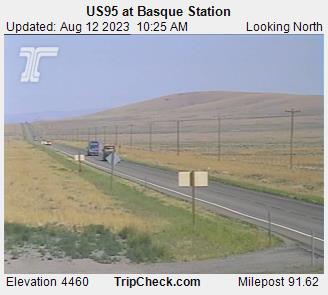 US95 at Basque Station
Updated: Aug 12 2023 10:25 AM Looking North
Elevation 4460 TripCheck.com Milepost 91.62